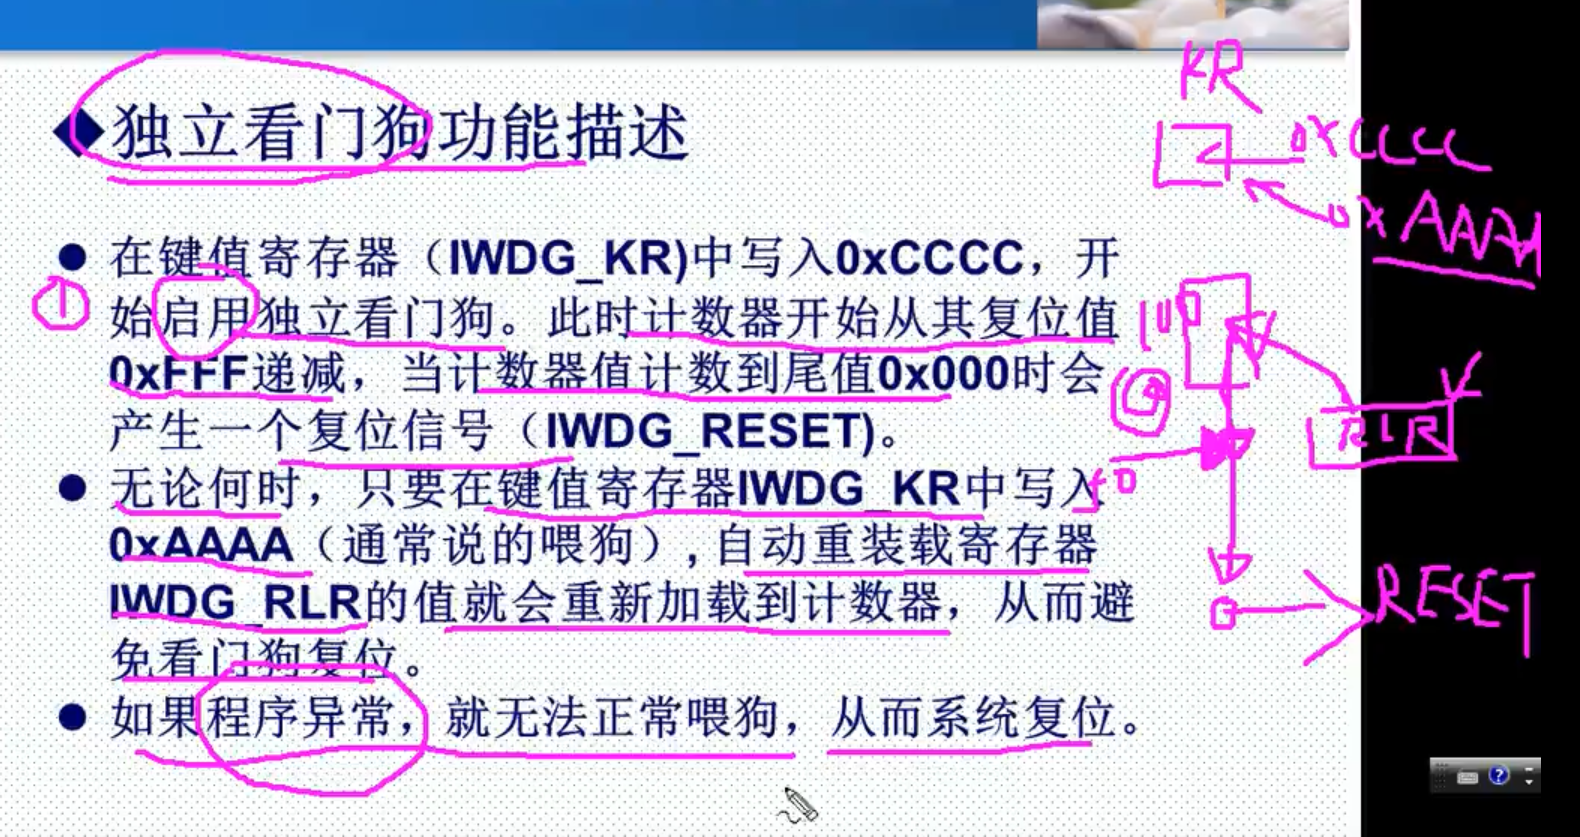 独立看门狗功能描述
在键值寄存器（IWDG_KR)中写入0xCCCC，开
始启用独立看门狗。此时计数器开始从其复位值
0xFFF递减，当计数器值计数到尾值0x000时会
产生一个复位信号（IWDG_RESET)。
无论何时，只要在键值寄存器IWDG_KR中写入
0xAAAA（通常说的喂狗）, 自动重装载寄存器
IWDG_RLR的值就会重新加载到计数器，从而避
免看门狗复位。
如果程序异常，就无法正常喂狗，从而系统复位。
①
KR
0xCCCC
0xAAAA
RLR
50
RESET